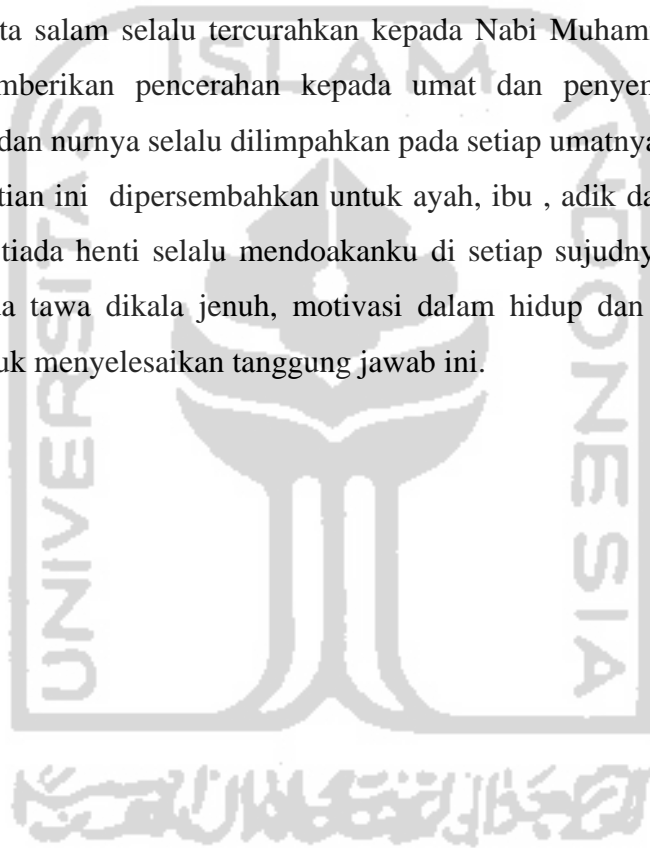 ta salam selalu tercurahkan kepada Nabi Muham
mberikan pencerahan kepada umat dan penyem
dan nurnya selalu dilimpahkan pada setiap umatnya
tian ini dipersembahkan untuk ayah, ibu , adik da
tiada henti selalu mendoakanku di setiap sujudny
da tawa dikala jenuh, motivasi dalam hidup dan
uk menyelesaikan tanggung jawab ini.
UNIVERSITAS
ISLAM
INDONESIA